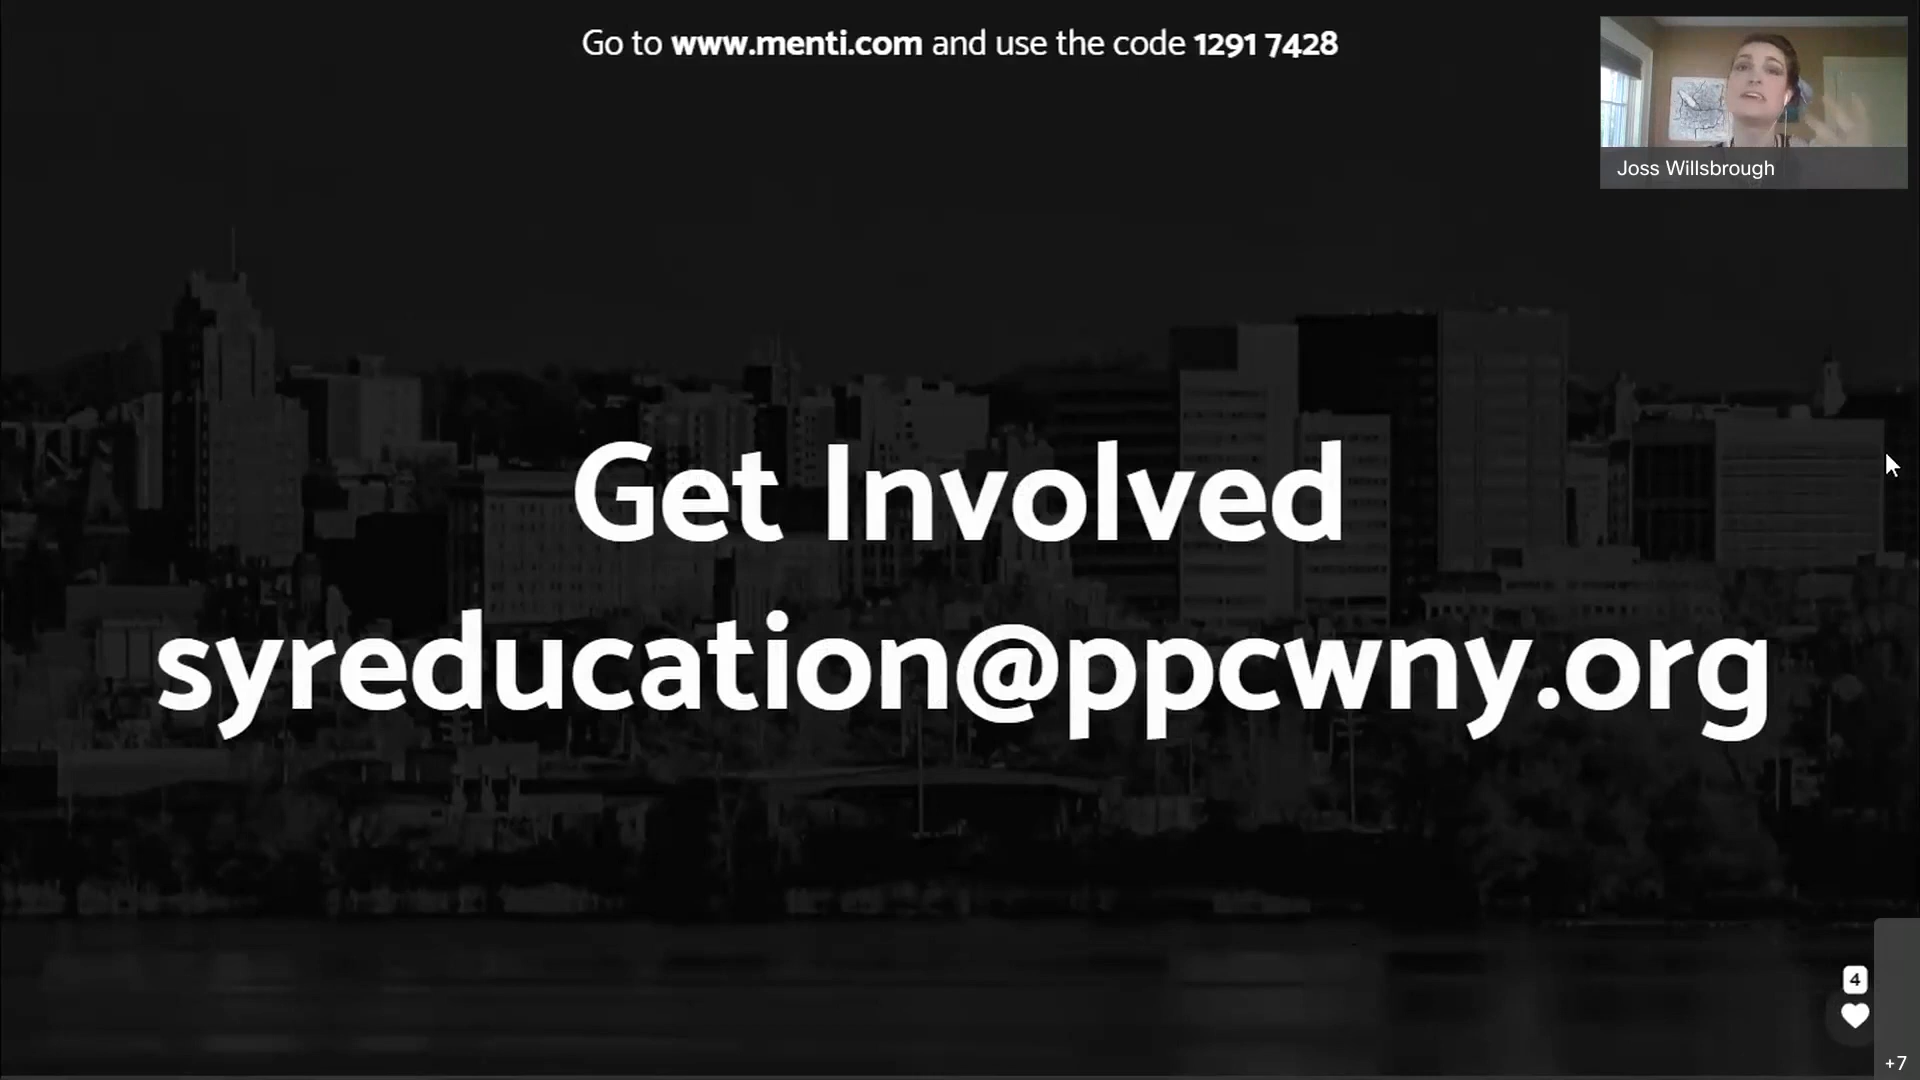 Go to www.menti.com and use the code 1291 7428
Joss Willsbrough
Get Involved
syreducation@ppcwny.org
4
+7